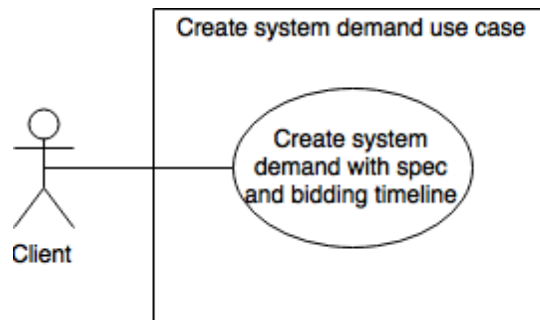 Create system demand use case
Create system
demand with spec
and bidding timeline
Client